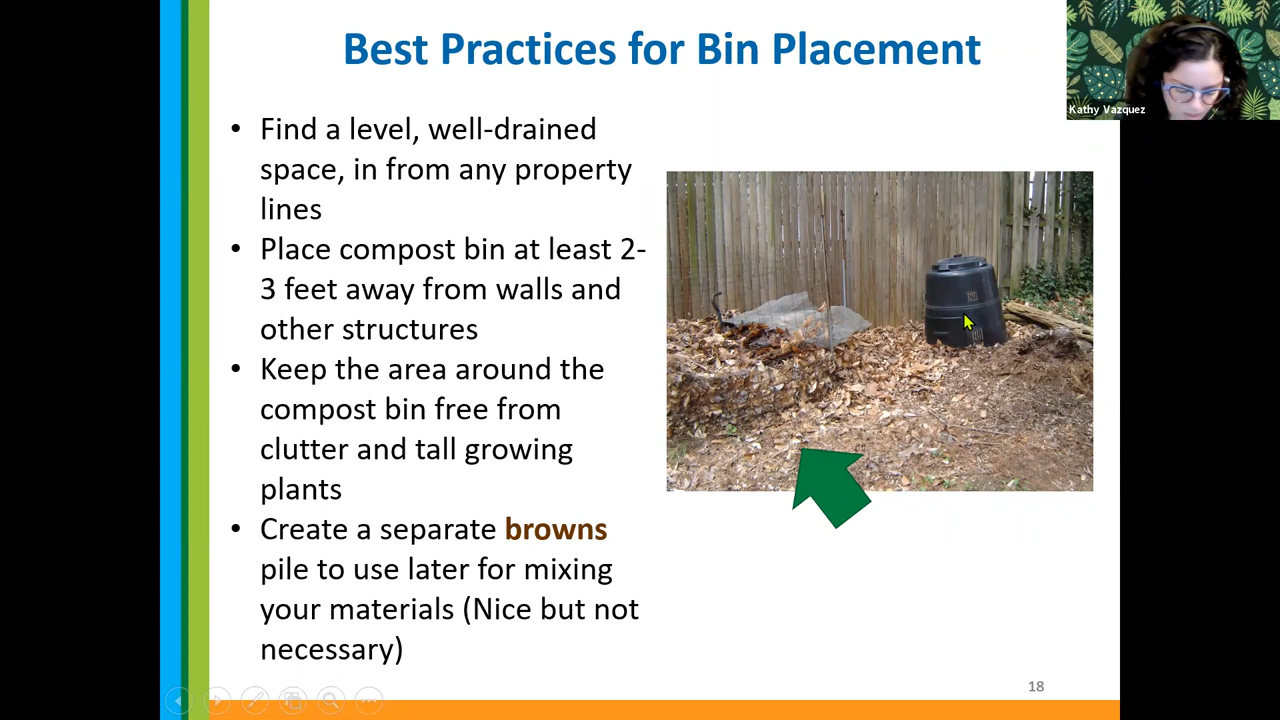 Best Practices for Bin Placement
Kathy Vazquez
• Find a level, well-drained
space, in from any property
lines
• Place compost bin at least 2-
3 feet away from walls and
other structures
• Keep the area around the
compost bin free from
clutter and tall growing
plants
• Create a separate browns
pile to use later for mixing
your materials (Nice but not
necessary)
18